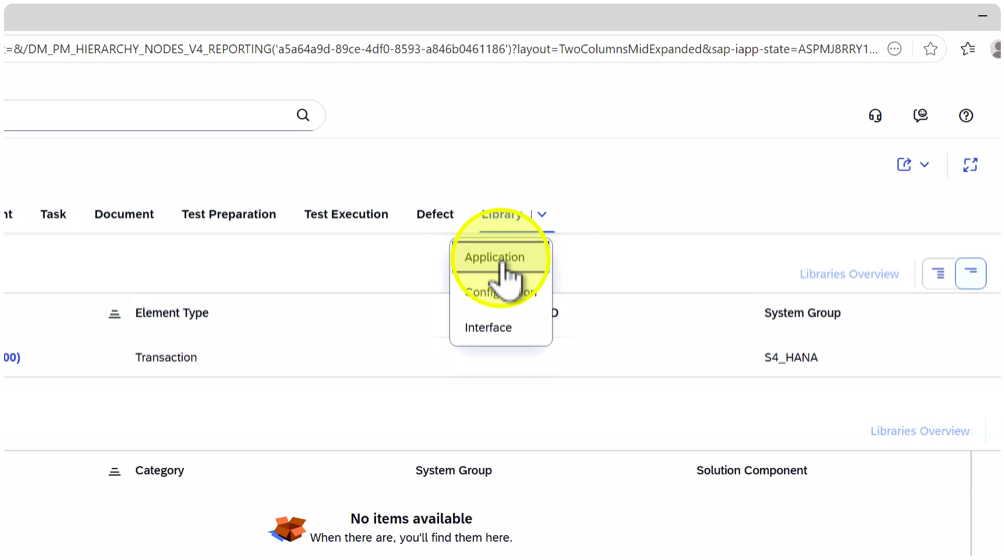 t=&/DM_PM_HIERARCHY_NODES_V4_REPORTING('a5a64a9d-89ce-4df0-8593-a846b0461186')?layout=TwoColumnsMidExpanded&sap-iapp-state=ASPMJ8RRY1...
nt Task Document Test Preparation Test Execution Defect Library
Application
Libraries Overview
Configuration
Element Type D System Group
Interface
00) Transaction S4_HANA
Libraries Overview
Category System Group Solution Component
No items available
When there are, you'll find them here.